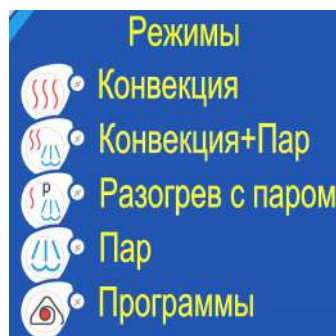 Режимы
Конвекция
Конвекция+Пар
P
Разогрев с паром
Пар
Программы